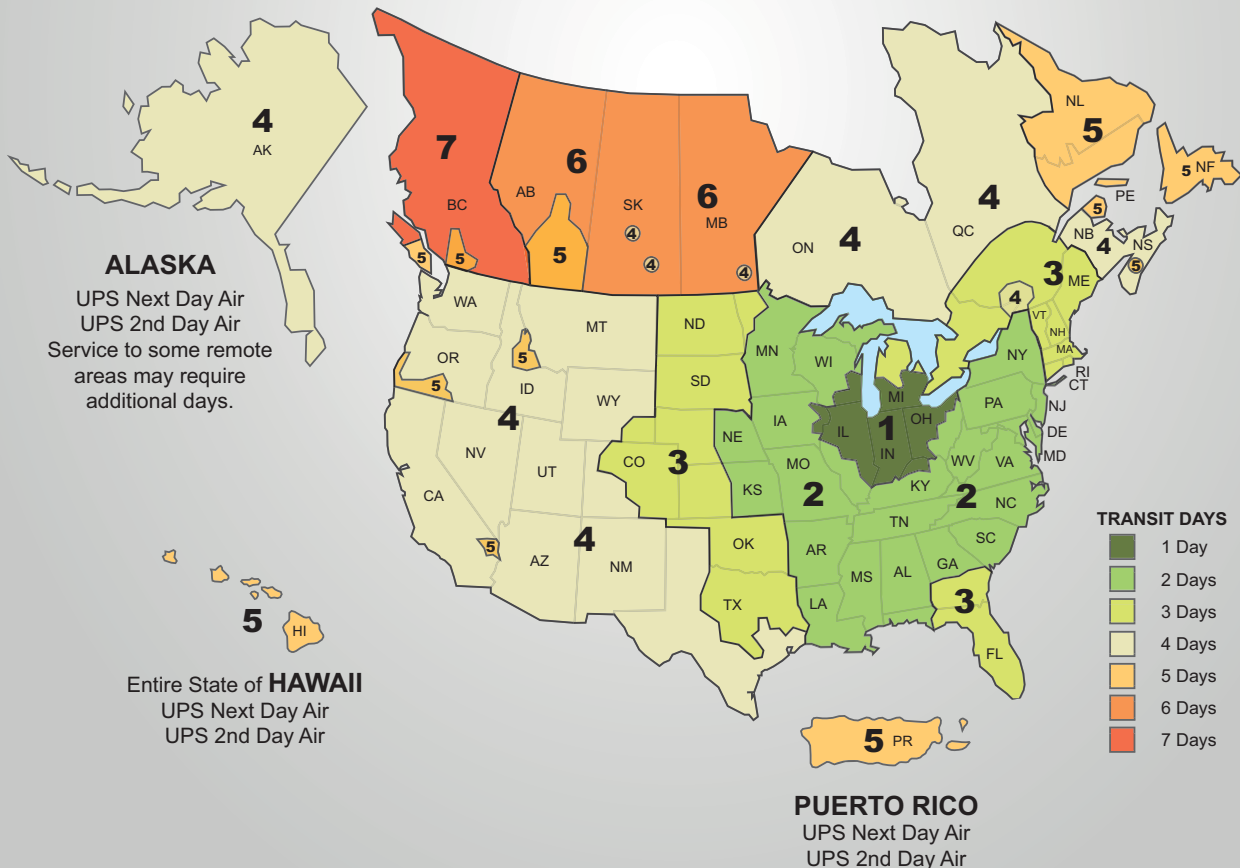 4
AK
ALASKA
UPS Next Day Air
UPS 2nd Day Air
Service to some remote
areas may require
additional days.
7
BC
5
5
6
AB
5
SK
4
4
6
MB
4
ON
4
4
QC
NL
5
5 NF
PE
5
NB
4
NS
5
3
ME
4
VT
NH
MA
RI
CT
NY
NJ
PA
DE
MD
WA
OR
5
MT
5
ID
WY
4
NV
UT
CA
5
AZ
4
NM
ND
SD
NE
CO
3
KS
OK
TX
MN
WI
IA
MO
2
AR
LA
MI
IL
1
OH
IN
KY
WV
VA
2
NC
TN
SC
MS
AL
GA
3
FL
5
HI
Entire State of HAWAII
UPS Next Day Air
UPS 2nd Day Air
5 PR
PUERTO RICO
UPS Next Day Air
UPS 2nd Day Air
TRANSIT DAYS
1 Day
2 Days
3 Days
4 Days
5 Days
6 Days
7 Days